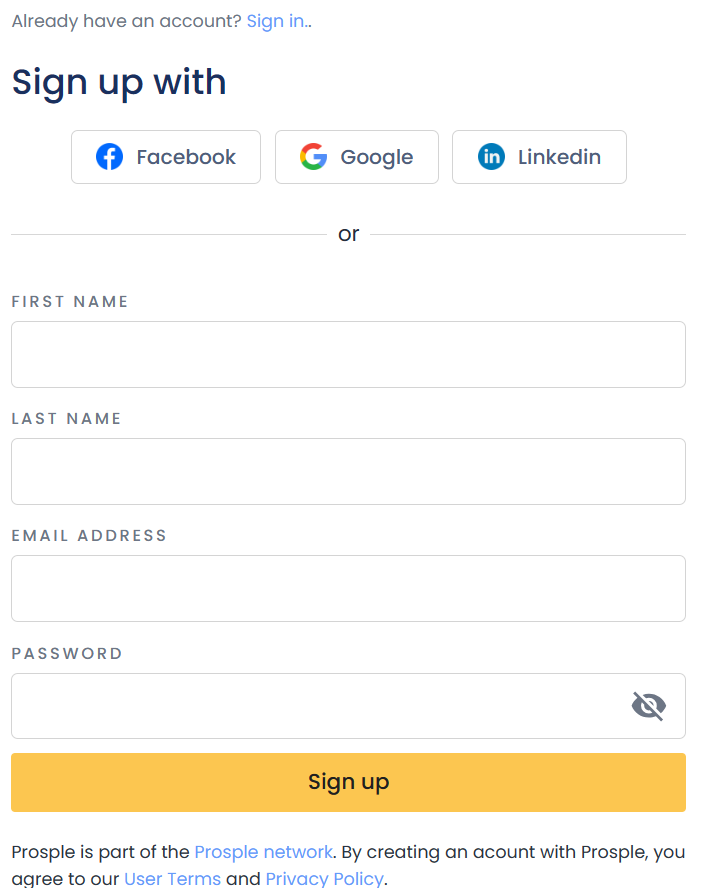 Already have an account? Sign in..
Sign up with
Facebook
Google
Linkedin
or
FIRST NAME
LAST NAME
EMAIL ADDRESS
PASSWORD
Sign up
Prosple is part of the Prosple network. By creating an acount with Prosple, you
agree to our User Terms and Privacy Policy.